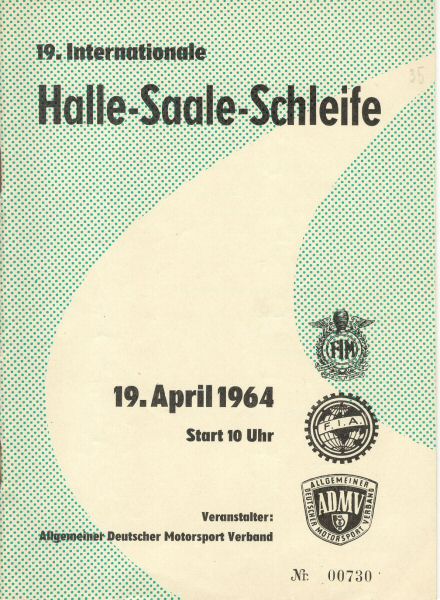 19. Internationale
Halle-Saale-Schleife
35
FIM
19. April 1964
Start 10 Uhr
F.I.A.
ALLGEMEINER
DEUTSCHER
ADMV
MOTORSPORT
VERBAND
Veranstalter:
Allgemeiner Deutscher Motorsport Verband
Nr. 00730